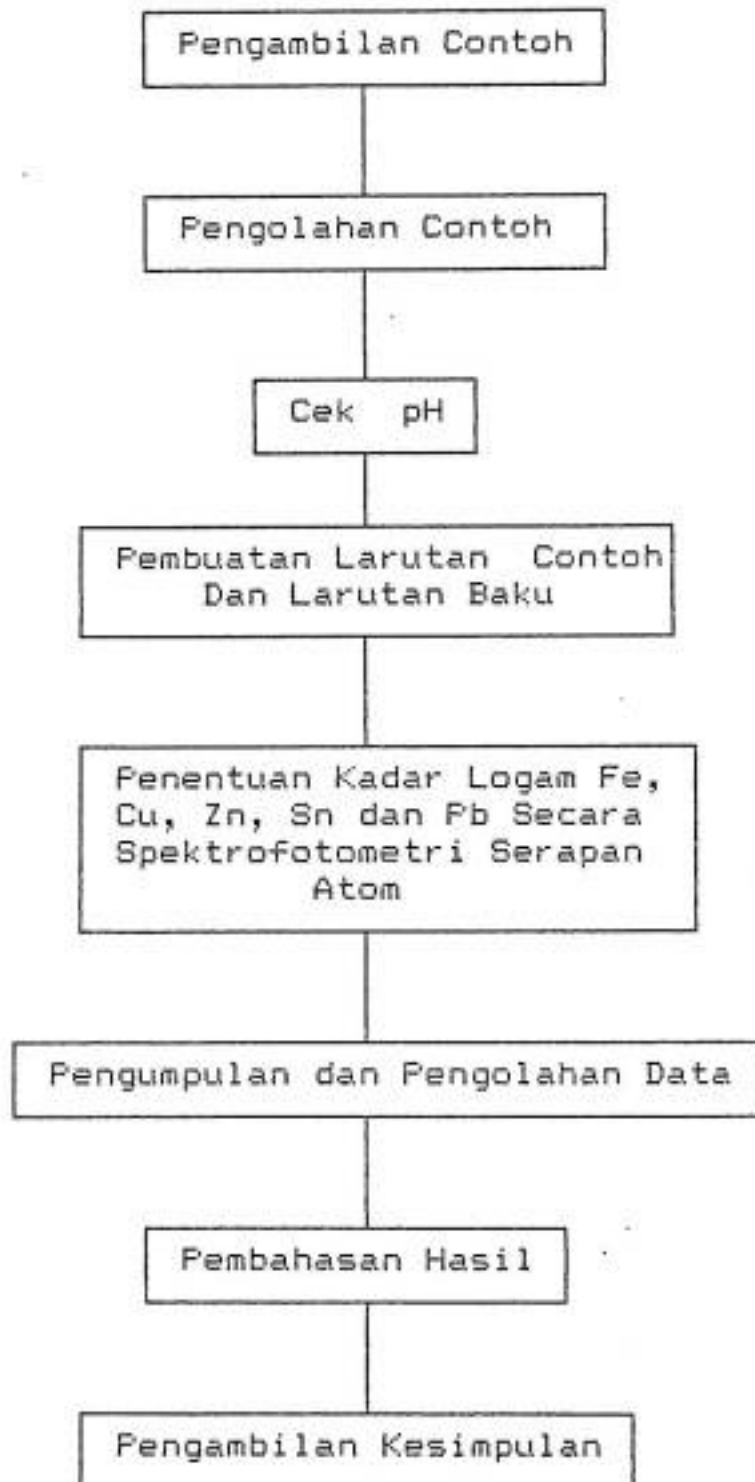 Pengambilan Contoh
Pengolahan Contoh
Cek pH
Pembuatan Larutan Contoh
Dan Larutan Baku
Penentuan Kadar Logam Fe,
Cu, Zn, Sn dan Pb Secara
Spektrofotometri Serapan
Atom
Pengumpulan dan Pengolahan Data
Pembahasan Hasil
Pengambilan Kesimpulan